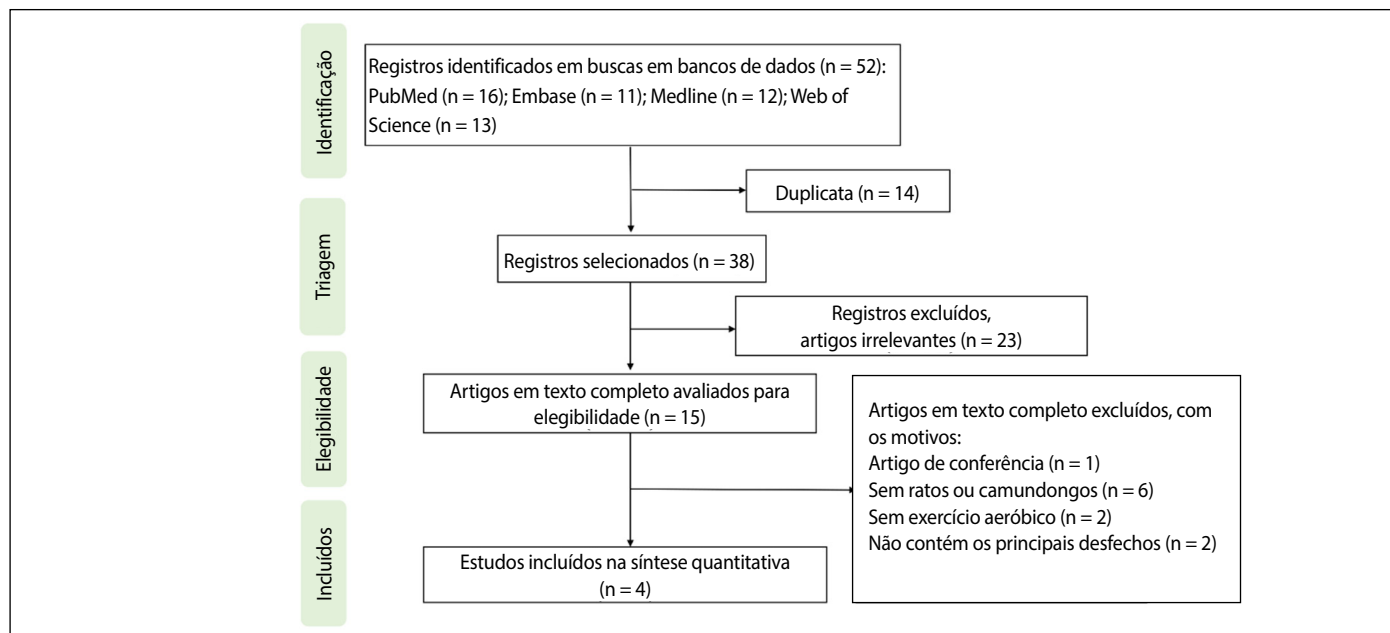 Identificação
Registros identificados em buscas em bancos de dados (n = 52):
PubMed (n = 16); Embase (n = 11); Medline (n = 12); Web of
Science (n = 13)
Duplicata (n = 14)
Triagem
Registros selecionados (n = 38)
Registros excluídos,
artigos irrelevantes (n = 23)
Elegibilidade
Artigos em texto completo avaliados para
elegibilidade (n = 15)
Artigos em texto completo excluídos, com
os motivos:
Artigo de conferência (n = 1)
Sem ratos ou camundongos (n = 6)
Sem exercício aeróbico (n = 2)
Não contém os principais desfechos (n = 2)
Incluídos
Estudos incluídos na síntese quantitativa
(n = 4)